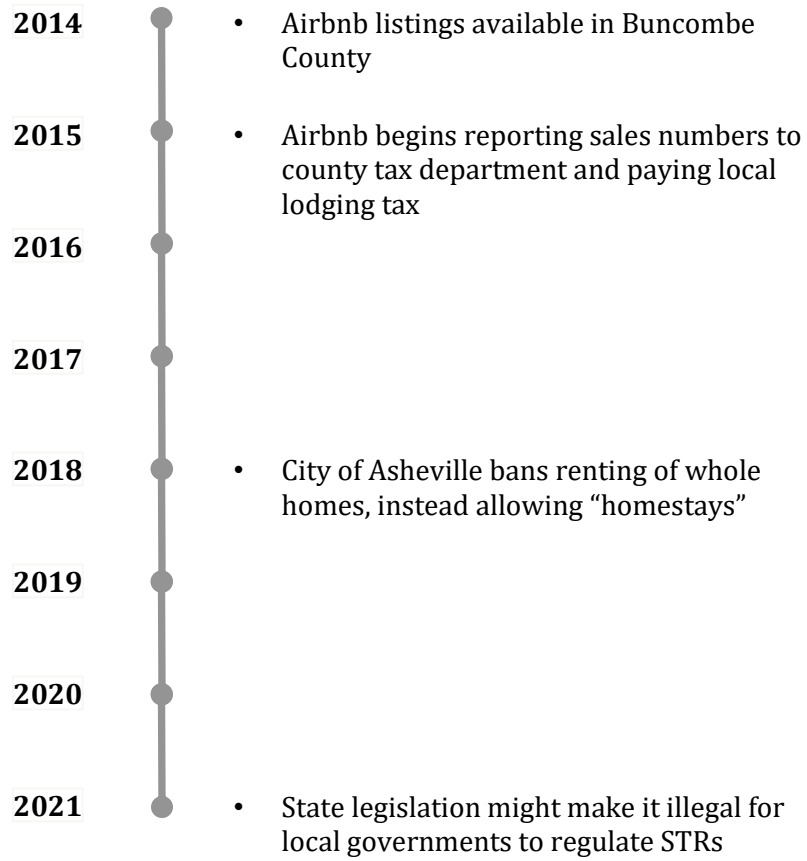 2014
• Airbnb listings available in Buncombe
County
2015
• Airbnb begins reporting sales numbers to
county tax department and paying local
lodging tax
2016
2017
2018
• City of Asheville bans renting of whole
homes, instead allowing “homestays”
2019
2020
2021
• State legislation might make it illegal for
local governments to regulate STRs